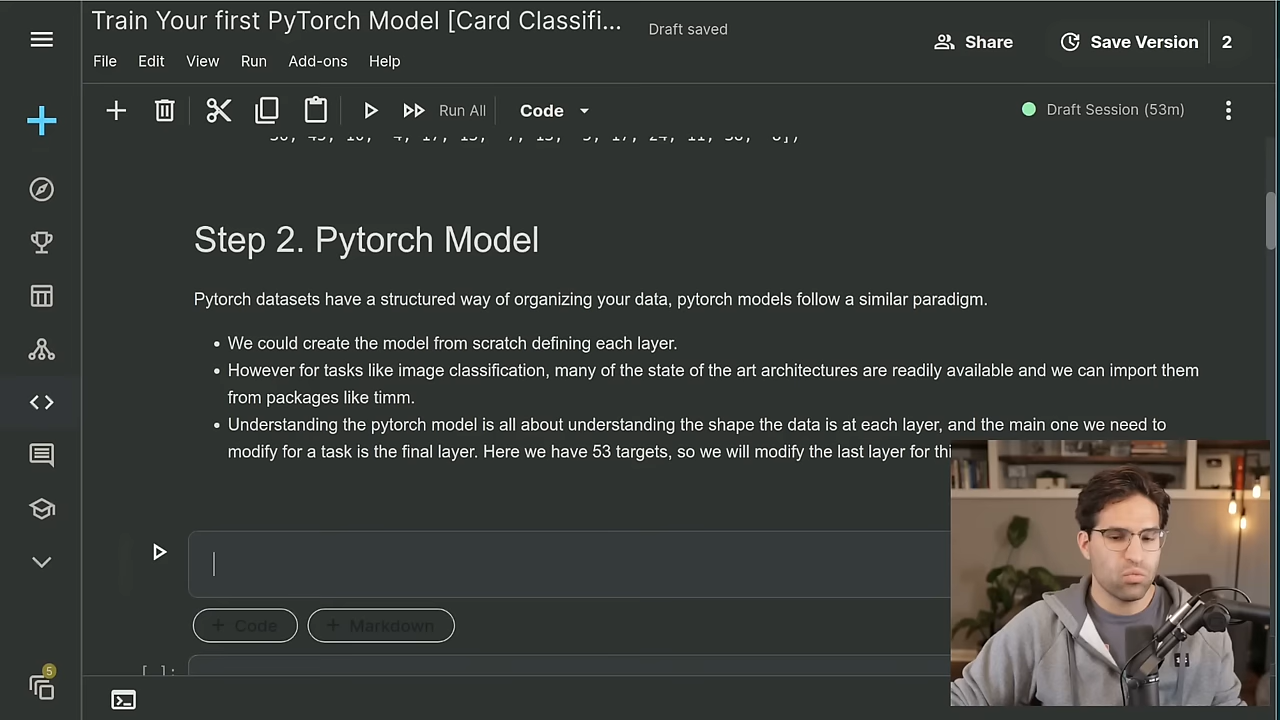 Train Your first PyTorch Model [Card Classifi...
Draft saved
Share
Save Version
2
File Edit View Run Add-ons Help
Run All
Code
Draft Session (53m)
Step 2. Pytorch Model
Pytorch datasets have a structured way of organizing your data, pytorch models follow a similar paradigm.
• We could create the model from scratch defining each layer.
• However for tasks like image classification, many of the state of the art architectures are readily available and we can import them
from packages like timm.
• Understanding the pytorch model is all about understanding the shape the data is at each layer, and the main one we need to
modify for a task is the final layer. Here we have 53 targets, so we will modify the last layer for
+ Code
+ Markdown
[ ]:
5